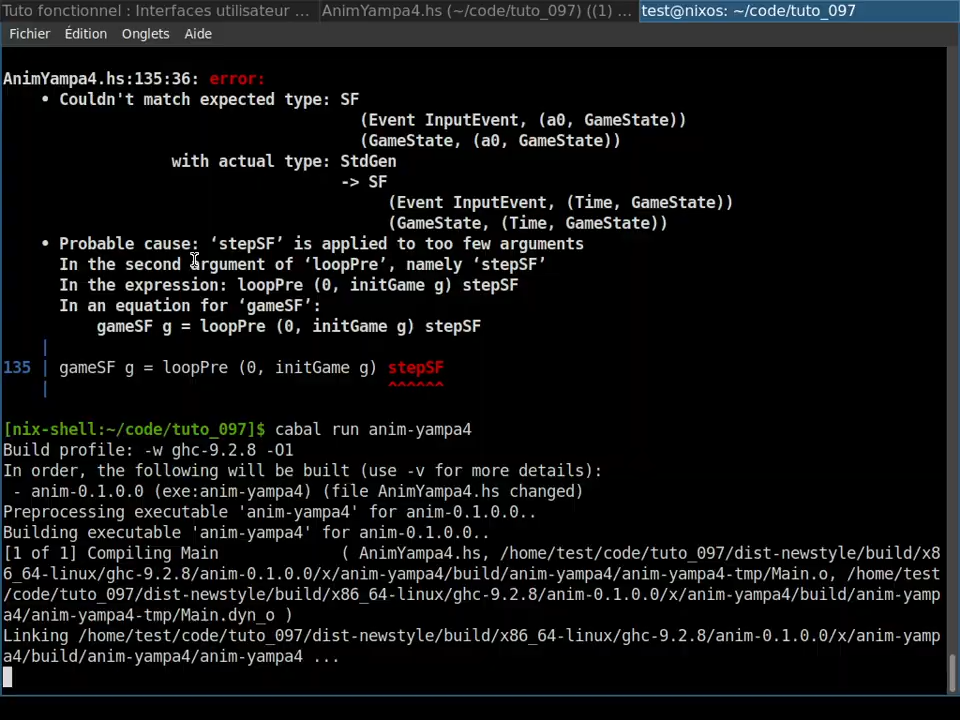 Tuto fonctionnel : Interfaces utilisateur ... AnimYampa4.hs (~/code/tuto_097) ((1) ... test@nixos: ~/code/tuto_097
Fichier Édition Onglets Aide
AnimYampa4.hs:135:36: error:
• Couldn't match expected type: SF
(Event InputEvent, (a0, GameState))
(GameState, (a0, GameState))
with actual type: StdGen
-> SF
(Event InputEvent, (Time, GameState))
(GameState, (Time, GameState))
• Probable cause: ‘stepSF’ is applied to too few arguments
In the second argument of ‘loopPre’, namely ‘stepSF’
In the expression: loopPre (0, initGame g) stepSF
In an equation for ‘gameSF’:
gameSF g = loopPre (0, initGame g) stepSF
|
135 | gameSF g = loopPre (0, initGame g) stepSF
| ^^^^^^
[nix-shell:~/code/tuto_097]$ cabal run anim-yampa4
Build profile: -w ghc-9.2.8 -O1
In order, the following will be built (use -v for more details):
- anim-0.1.0.0 (exe:anim-yampa4) (file AnimYampa4.hs changed)
Preprocessing executable 'anim-yampa4' for anim-0.1.0.0..
Building executable 'anim-yampa4' for anim-0.1.0.0..
[1 of 1] Compiling Main ( AnimYampa4.hs, /home/test/code/tuto_097/dist-newstyle/build/x8
6_64-linux/ghc-9.2.8/anim-0.1.0.0/x/anim-yampa4/build/anim-yampa4/anim-yampa4-tmp/Main.o, /home/test
/code/tuto_097/dist-newstyle/build/x86_64-linux/ghc-9.2.8/anim-0.1.0.0/x/anim-yampa4/build/anim-yamp
a4/anim-yampa4-tmp/Main.dyn_o )
Linking /home/test/code/tuto_097/dist-newstyle/build/x86_64-linux/ghc-9.2.8/anim-0.1.0.0/x/anim-yamp
a4/build/anim-yampa4/anim-yampa4 ...